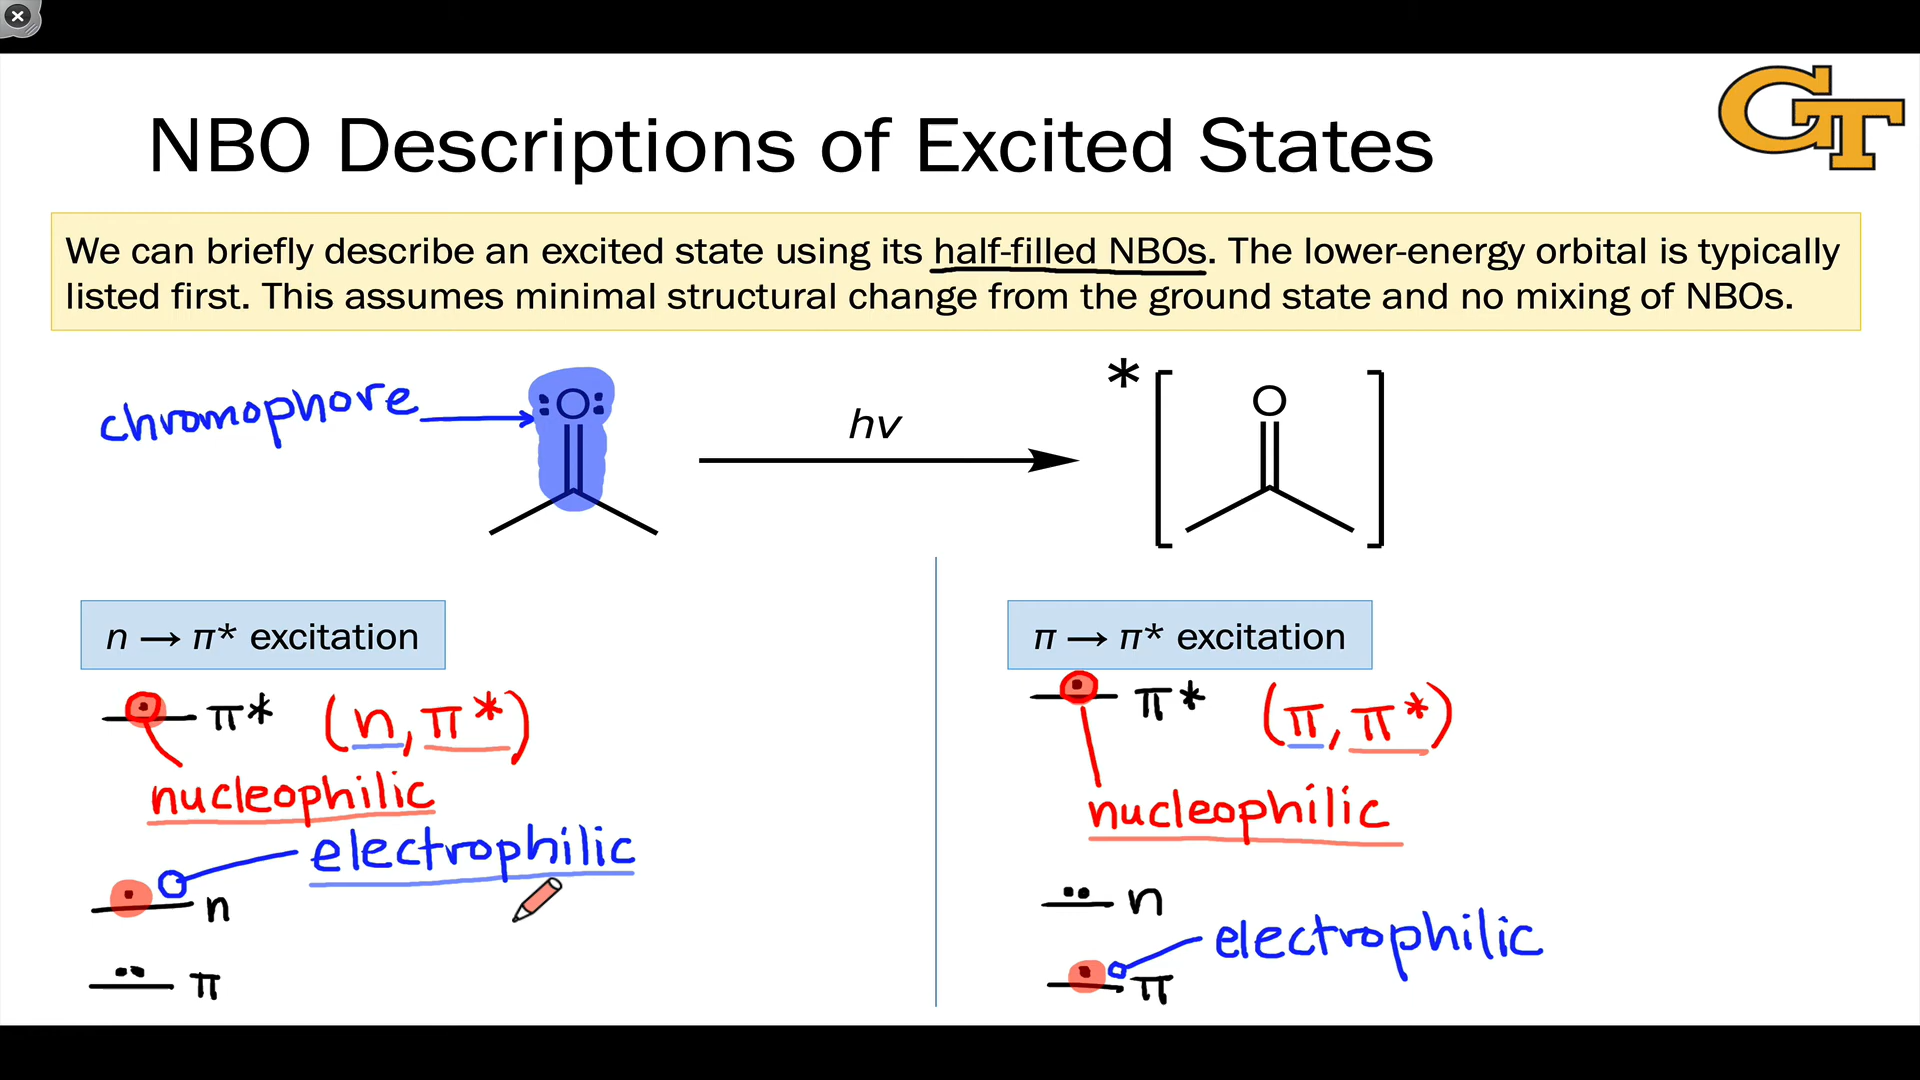 GT
NBO Descriptions of Excited States
We can briefly describe an excited state using its half-filled NBOs. The lower-energy orbital is typically
listed first. This assumes minimal structural change from the ground state and no mixing of NBOs.
chromophore
:O:
hν
*
O
n → π* excitation
π* (n, π*)
nucleophilic
electrophilic
n
π
π → π* excitation
π* (π, π*)
nucleophilic
n
electrophilic
π